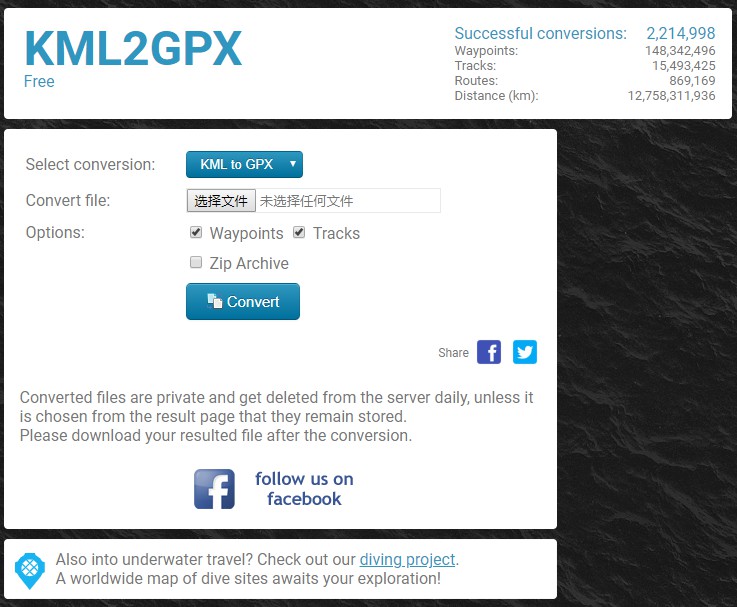 KML2GPX
Free
Successful conversions: 2,214,998
Waypoints: 148,342,496
Tracks: 15,493,425
Routes: 869,169
Distance (km): 12,758,311,936
Select conversion: KML to GPX
Convert file: 选择文件 未选择任何文件
Options: Waypoints Tracks
Zip Archive
Convert
Share
Converted files are private and get deleted from the server daily, unless it
is chosen from the result page that they remain stored.
Please download your resulted file after the conversion.
follow us on
facebook
Also into underwater travel? Check out our diving project.
A worldwide map of dive sites awaits your exploration!